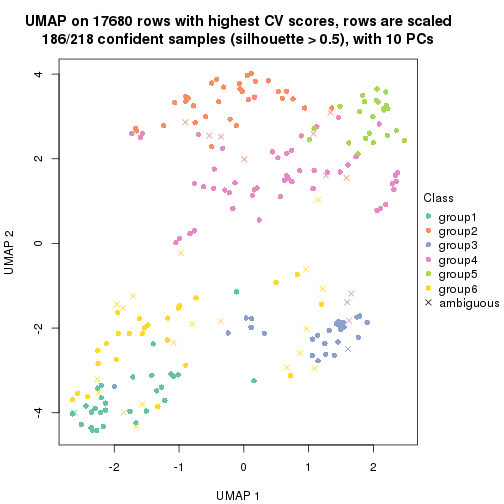 UMAP on 17680 rows with highest CV scores, rows are scaled
186/218 confident samples (silhouette > 0.5), with 10 PCs
4
2
0
-2
-4
UMAP 2
-2
-1
0
1
2
UMAP 1
Class
group1
group2
group3
group4
group5
group6
ambiguous